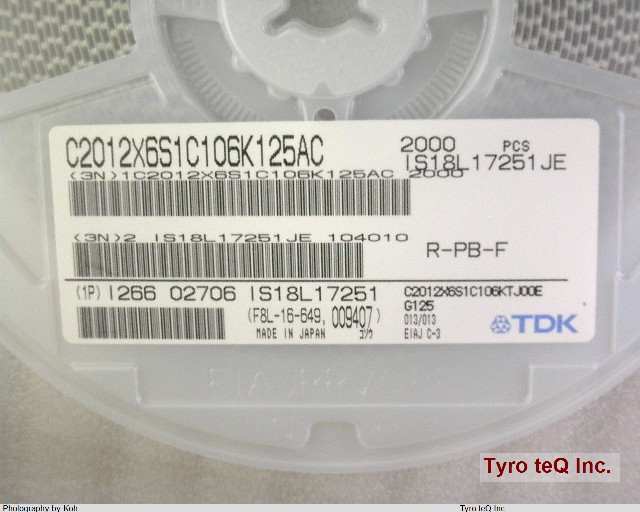 C2012X6S1C106K125AC 2000 PCS
IS18L17251JE
(3N)1C2012X6S1C106K125AC 2000
(3N)2 IS18L17251JE 104010
R-PB-F
(1P) I266 02706 IS18L17251
C2012X6S1C106KTJ00E
G125
(F8L-16-649, 009407)
013/013
MADE IN JAPAN
EIAJ C-3
TDK
Tyro teQ Inc.
Photography by Koh
Tyro teQ Inc